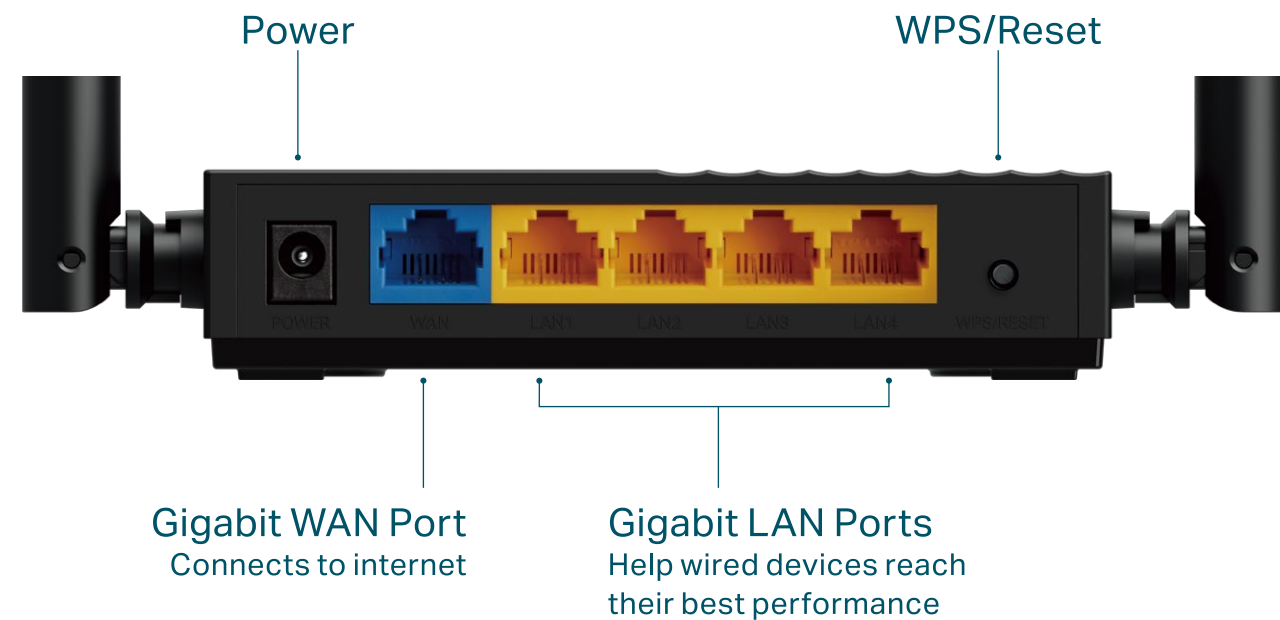 Power
WPS/Reset
POWER
WAN
LAN1
LAN2
LAN3
LAN4
WPS/RESET
Gigabit WAN Port
Connects to internet
Gigabit LAN Ports
Help wired devices reach
their best performance